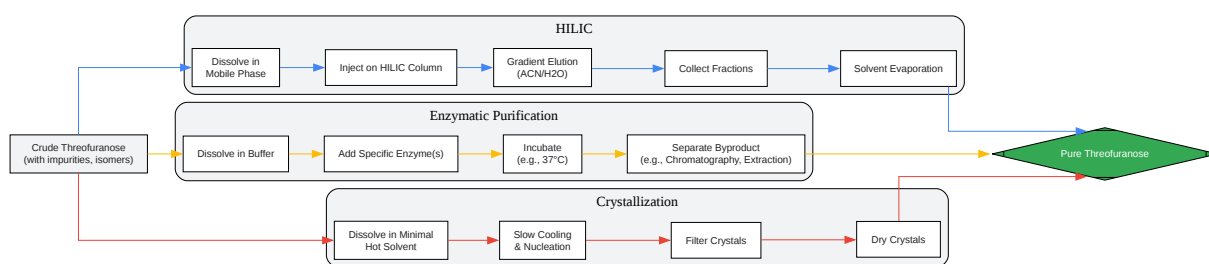 HILIC
Dissolve in
Mobile Phase
Inject on HILIC Column
Gradient Elution
(ACN/H2O)
Collect Fractions
Solvent Evaporation
Enzymatic Purification
Crude Threofuranose
(with impurities, isomers)
Dissolve in Buffer
Add Specific Enzyme(s)
Incubate
(e.g., 37°C)
Separate Byproduct
(e.g., Chromatography, Extraction)
Pure Threofuranose
Crystallization
Dissolve in Minimal
Hot Solvent
Slow Cooling
& Nucleation
Filter Crystals
Dry Crystals